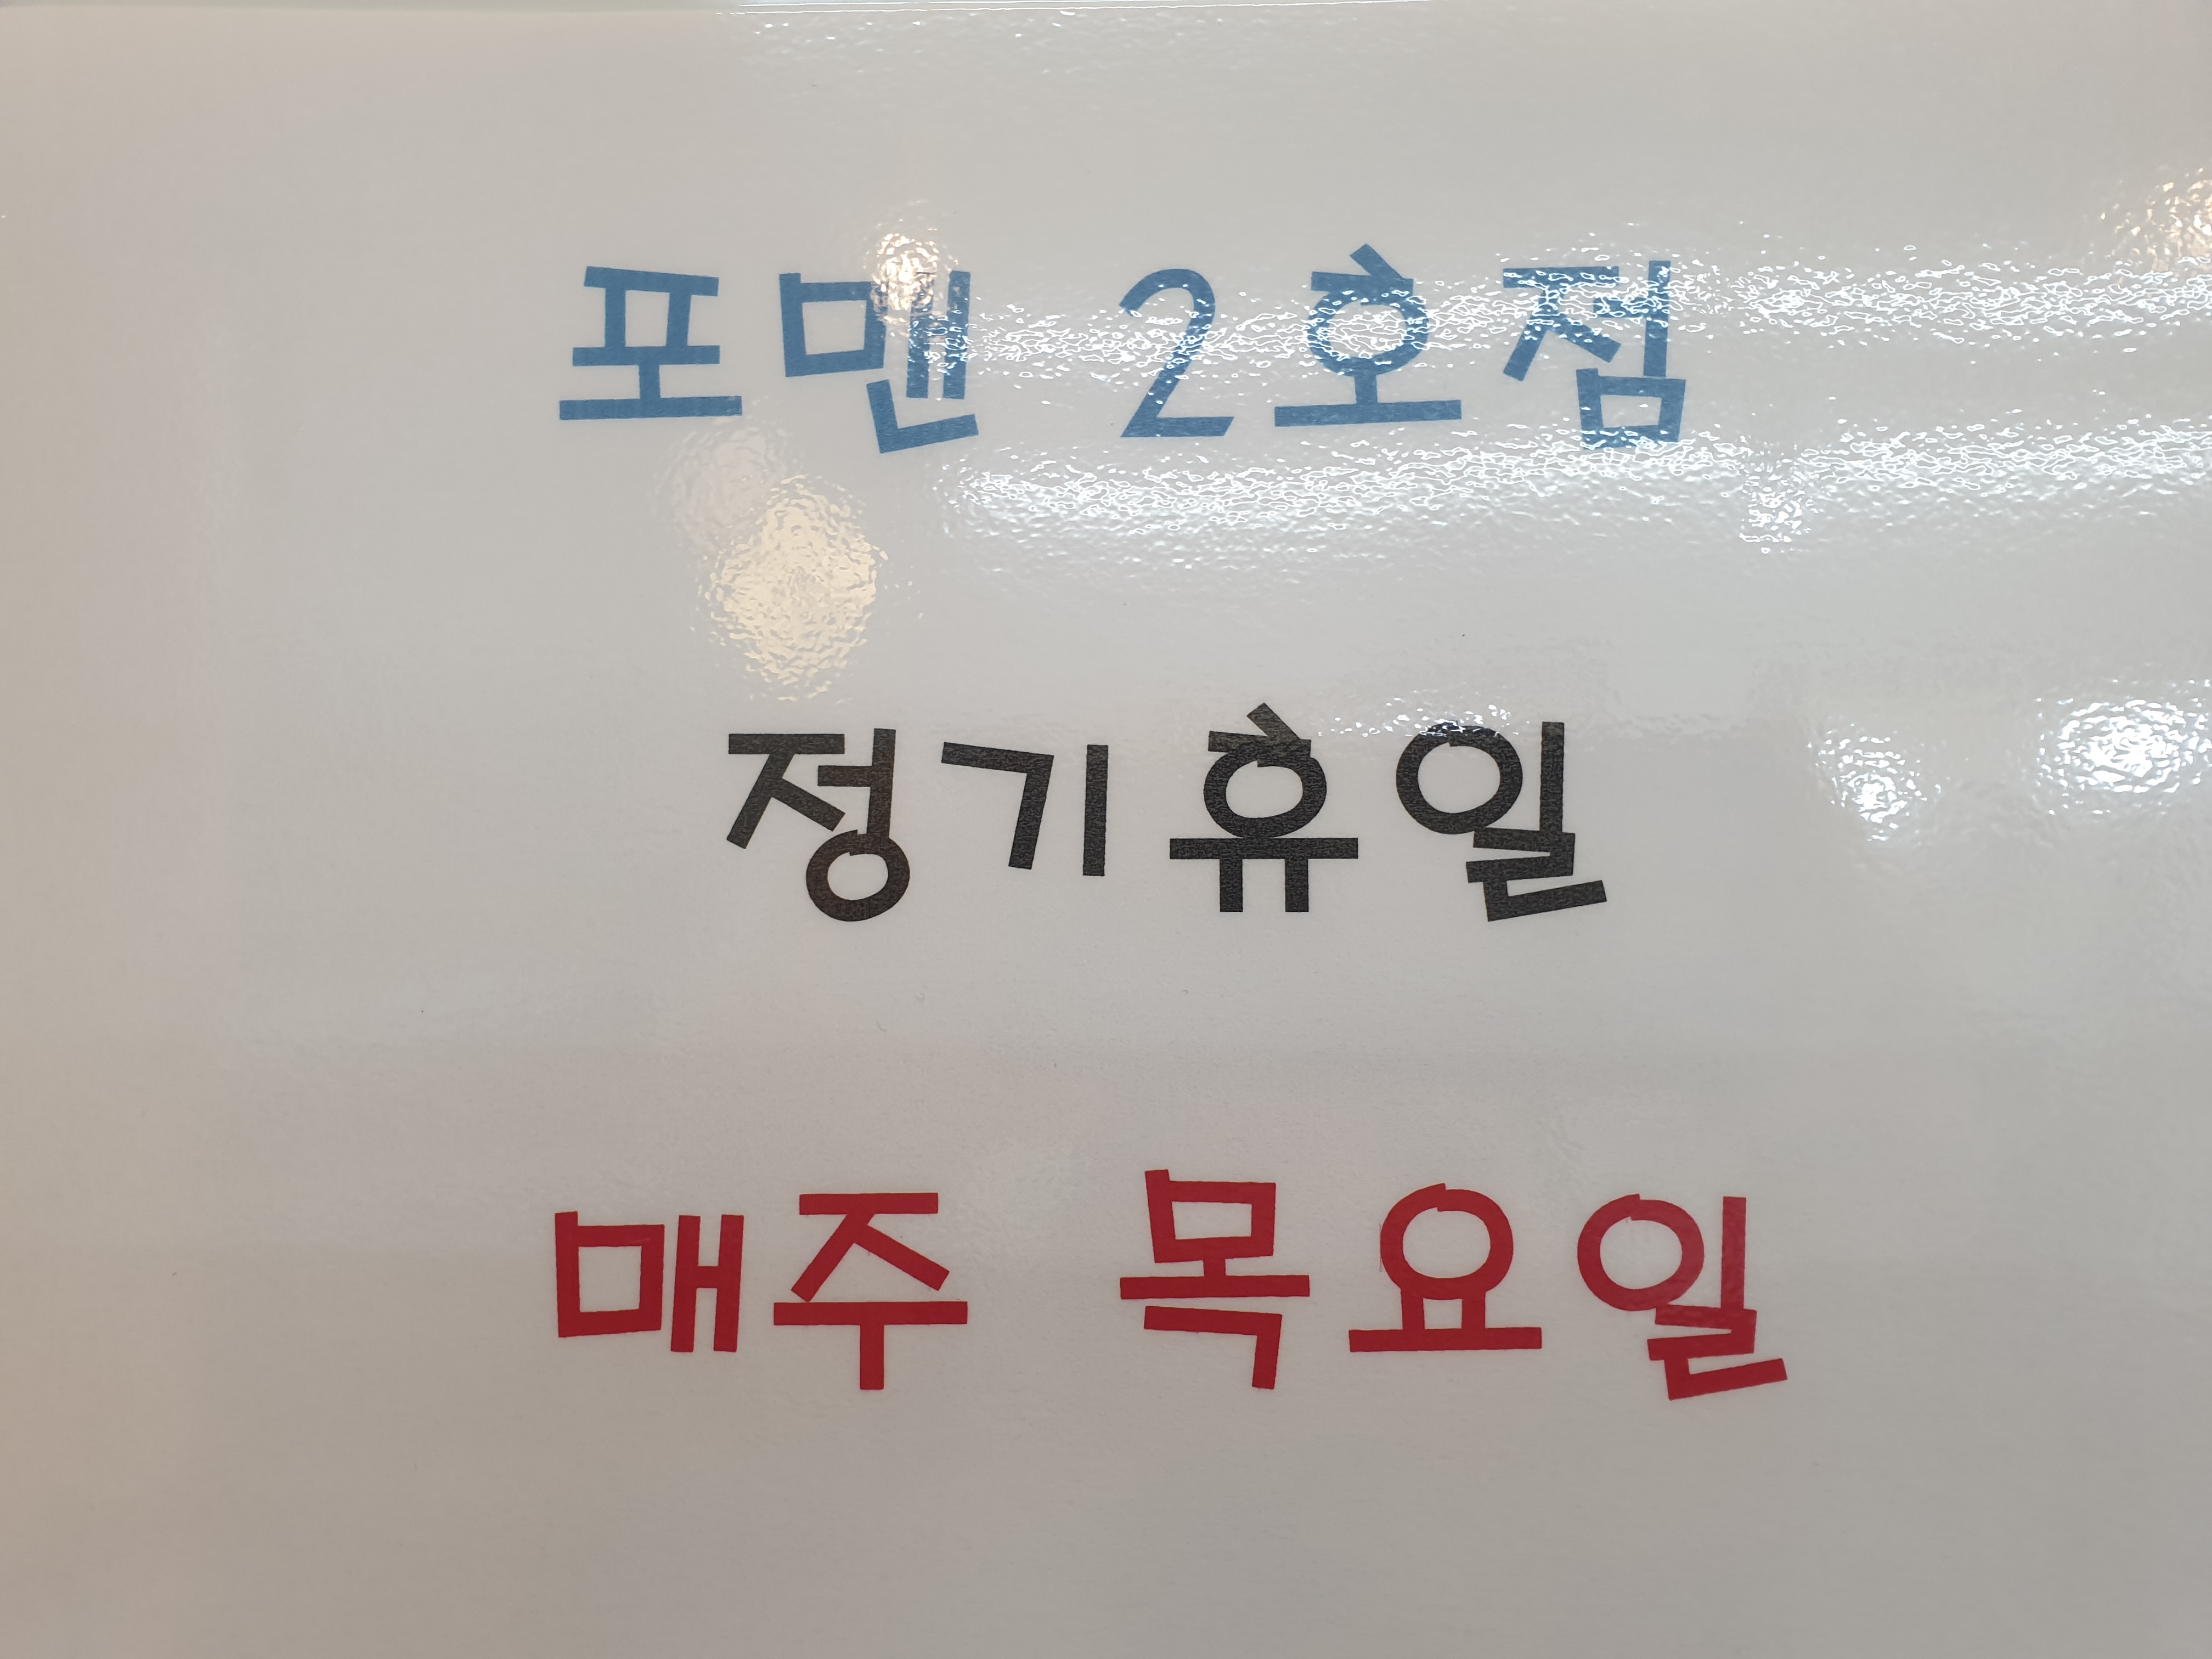 포맨 2호점
정기휴일
매주 목요일